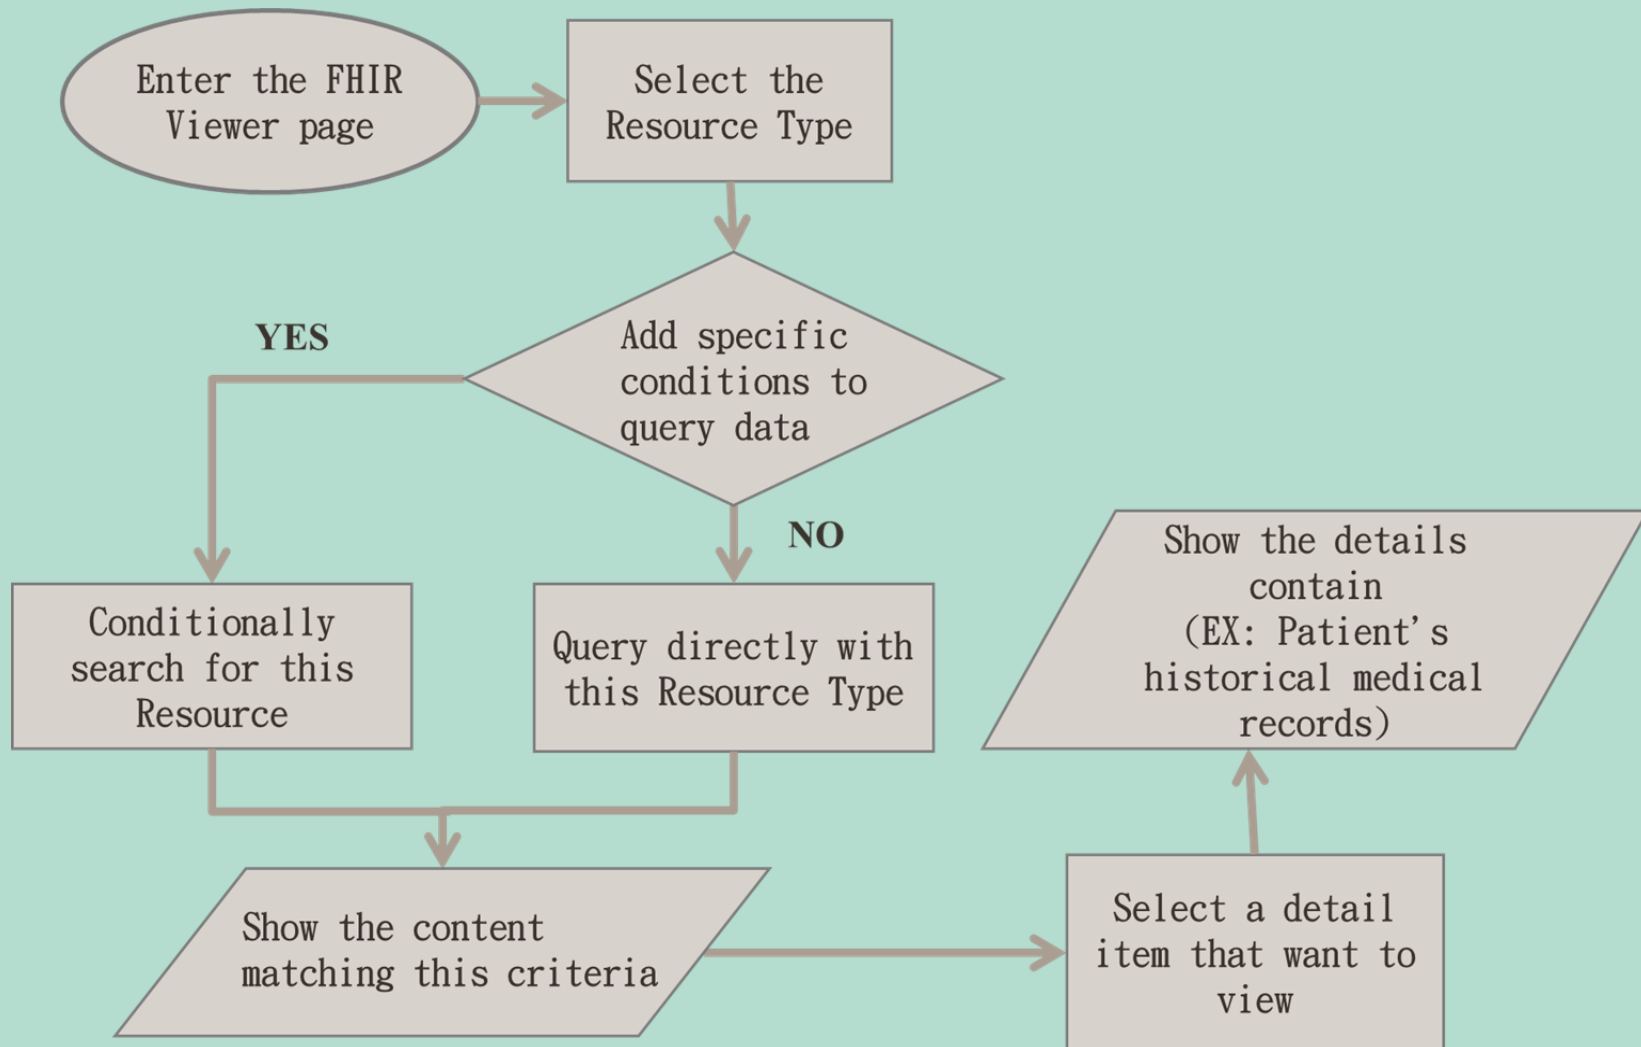 Enter the FHIR
Viewer page
Select the
Resource Type
Add specific
conditions to
query data
YES
NO
Conditionally
search for this
Resource
Query directly with
this Resource Type
Show the content
matching this criteria
Select a detail
item that want to
view
Show the details
contain
(EX: Patient's
historical medical
records)